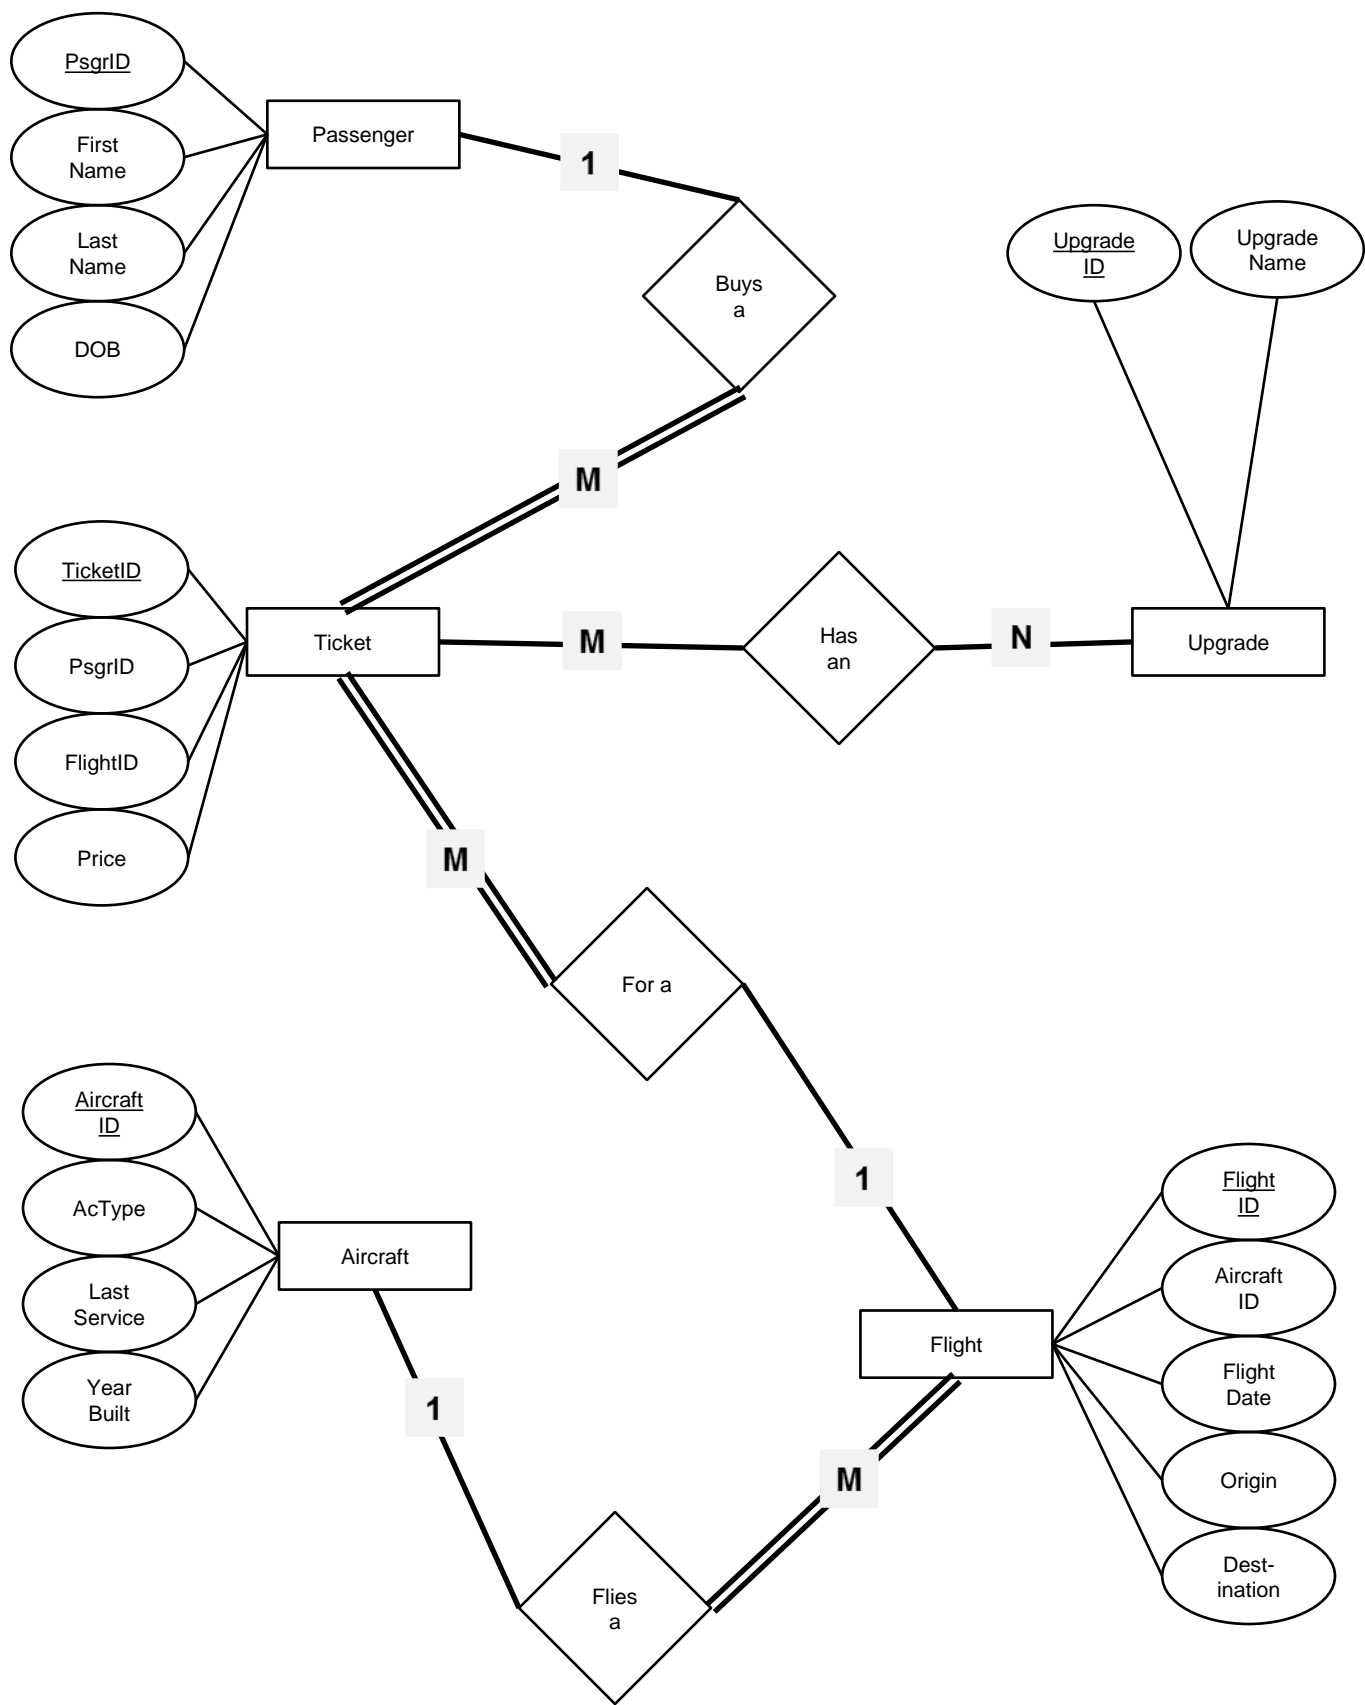 PsgrID
First
Name
Last
Name
DOB
Passenger
1
Buys
a
M
Upgrade
ID
Upgrade
Name
TicketID
PsgrID
FlightID
Price
Ticket
M
Has
an
N
Upgrade
M
For a
1
Aircraft
ID
AcType
Last
Service
Year
Built
Aircraft
1
Flies
a
M
Flight
Flight
ID
Aircraft
ID
Flight
Date
Origin
Dest-
ination